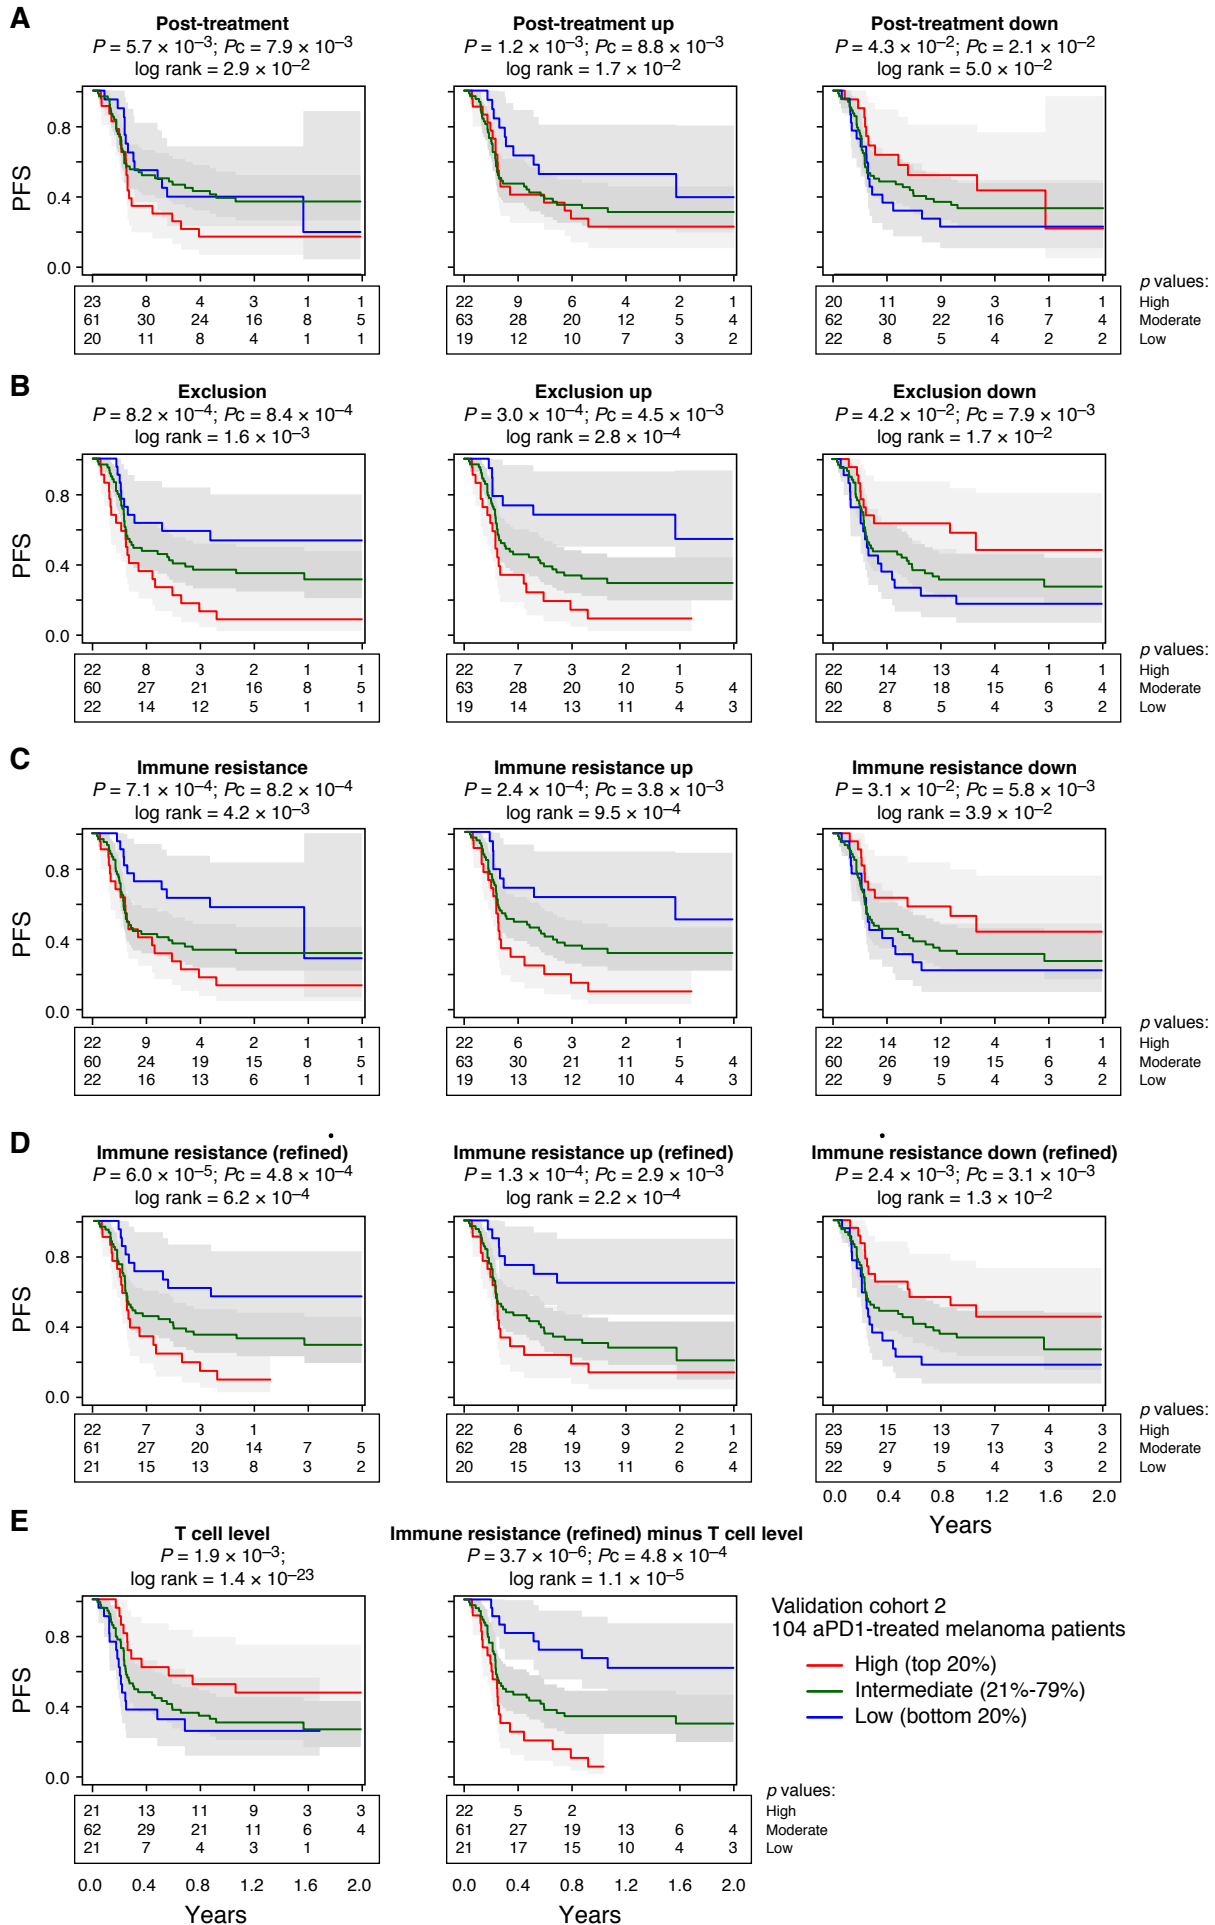 A
Post-treatment
P = 5.7 × 10–3; Pc = 7.9 × 10–3
log rank = 2.9 × 10–2
Post-treatment up
P = 1.2 × 10–3; Pc = 8.8 × 10–3
log rank = 1.7 × 10–2
Post-treatment down
P = 4.3 × 10–2; Pc = 2.1 × 10–2
log rank = 5.0 × 10–2
PFS
0.8
0.4
0.0
23 8 4 3 1 1
61 30 24 16 8 5
20 11 8 4 1 1
22 9 6 4 2 1
63 28 20 12 5 4
19 12 10 7 3 2
20 11 9 3 1 1
62 30 22 16 7 4
22 8 5 4 2 2
p values:
High
Moderate
Low
B
Exclusion
P = 8.2 × 10–4; Pc = 8.4 × 10–4
log rank = 1.6 × 10–3
Exclusion up
P = 3.0 × 10–4; Pc = 4.5 × 10–3
log rank = 2.8 × 10–4
Exclusion down
P = 4.2 × 10–2; Pc = 7.9 × 10–3
log rank = 1.7 × 10–2
PFS
0.8
0.4
0.0
22 8 3 2 1 1
60 27 21 16 8 5
22 14 12 5 1 1
22 7 3 2 1
63 28 20 10 5 4
19 14 13 11 4 3
22 14 13 4 1 1
60 27 18 15 6 4
22 8 5 4 3 2
p values:
High
Moderate
Low
C
Immune resistance
P = 7.1 × 10–4; Pc = 8.2 × 10–4
log rank = 4.2 × 10–3
Immune resistance up
P = 2.4 × 10–4; Pc = 3.8 × 10–3
log rank = 9.5 × 10–4
Immune resistance down
P = 3.1 × 10–2; Pc = 5.8 × 10–3
log rank = 3.9 × 10–2
PFS
0.8
0.4
0.0
22 9 4 2 1 1
60 24 19 15 8 5
22 16 13 6 1 1
22 6 3 2 1
63 30 21 11 5 4
19 13 12 10 4 3
22 14 12 4 1 1
60 26 19 15 6 4
22 9 5 4 3 2
p values:
High
Moderate
Low
D
Immune resistance (refined)
P = 6.0 × 10–5; Pc = 4.8 × 10–4
log rank = 6.2 × 10–4
Immune resistance up (refined)
P = 1.3 × 10–4; Pc = 2.9 × 10–3
log rank = 2.2 × 10–4
Immune resistance down (refined)
P = 2.4 × 10–3; Pc = 3.1 × 10–3
log rank = 1.3 × 10–2
PFS
0.8
0.4
0.0
22 7 3 1
61 27 20 14 7 5
21 15 13 8 3 2
22 6 4 3 2 1
62 28 19 9 2 2
20 15 13 11 6 4
23 15 13 7 4 3
59 27 19 13 3 2
22 9 5 4 3 2
p values:
High
Moderate
Low
0.0 0.4 0.8 1.2 1.6 2.0
Years
E
T cell level
P = 1.9 × 10–3;
log rank = 1.4 × 10–23
Immune resistance (refined) minus T cell level
P = 3.7 × 10–6; Pc = 4.8 × 10–4
log rank = 1.1 × 10–5
PFS
0.8
0.4
0.0
Validation cohort 2
104 aPD1-treated melanoma patients
High (top 20%)
Intermediate (21%-79%)
Low (bottom 20%)
21 13 11 9 3 3
62 29 21 11 6 4
21 7 4 3 1
22 5 2
61 27 19 13 6 4
21 17 15 10 4 3
p values:
High
Moderate
Low
0.0 0.4 0.8 1.2 1.6 2.0
Years
0.0 0.4 0.8 1.2 1.6 2.0
Years